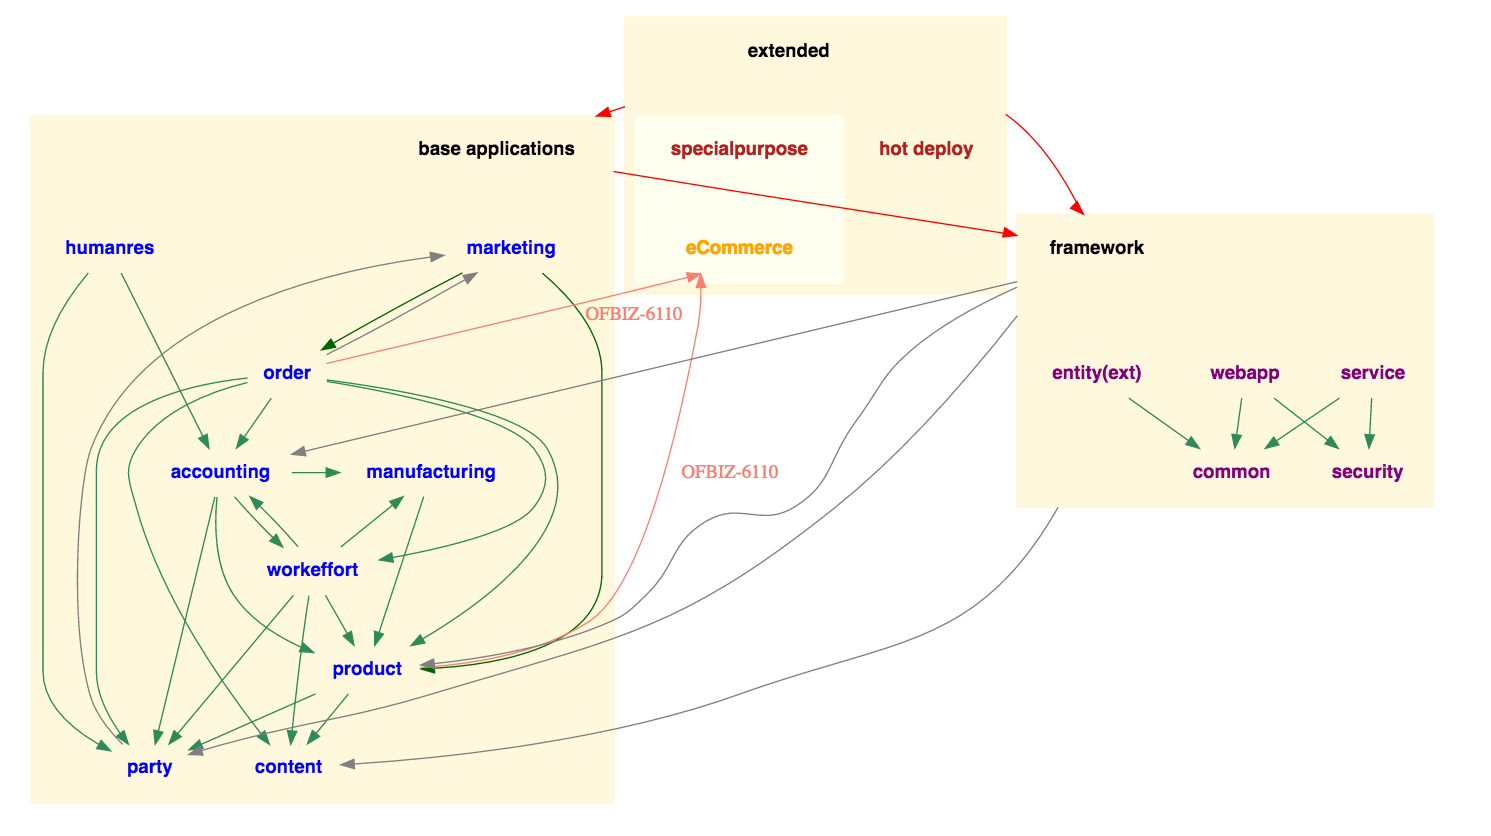 extended
base applications
specialpurpose
hot deploy
humanres
marketing
eCommerce
framework
OFBIZ-6110
order
entity(ext)
webapp
service
accounting
manufacturing
OFBIZ-6110
common
security
workeffort
product
party
content